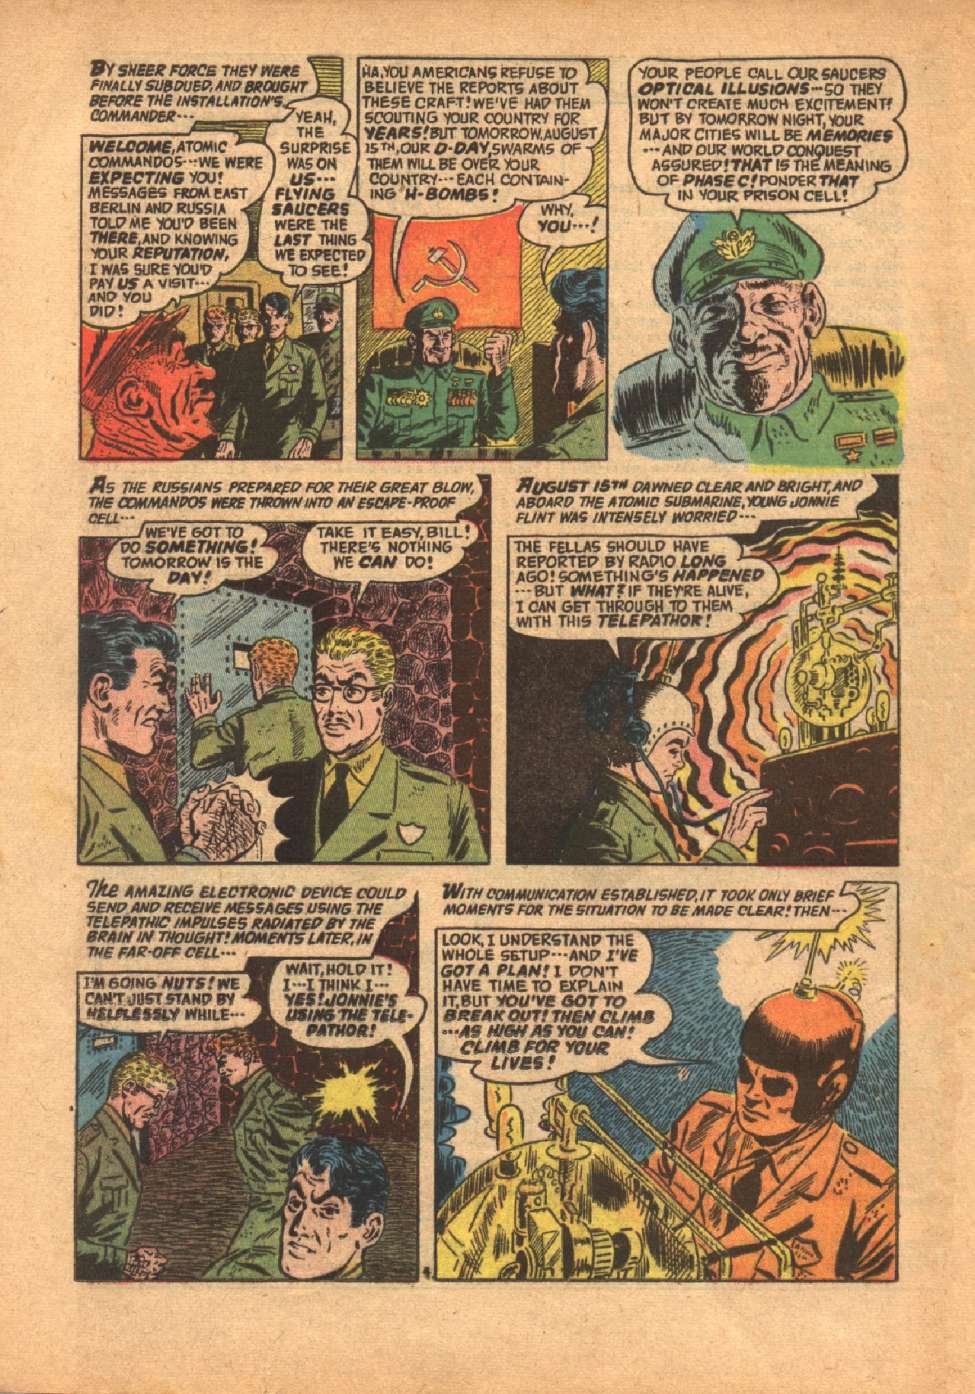 BY SHEER FORCE THEY WERE
FINALLY SUBDUED, AND BROUGHT
BEFORE THE INSTALLATION'S
COMMANDER---
WELCOME, ATOMIC
COMMANDOS---WE WERE
EXPECTING YOU!
MESSAGES FROM EAST
BERLIN AND RUSSIA
TOLD ME YOU'D BEEN
THERE, AND KNOWING
YOUR REPUTATION,
I WAS SURE YOU'D
PAY US A VISIT---
AND YOU
DID!
YEAH,
THE
SURPRISE
WAS ON
US---
FLYING
SAUCERS
WERE THE
LAST THING
WE EXPECTED
TO SEE!
HA, YOU AMERICANS REFUSE TO
BELIEVE THE REPORTS ABOUT
THESE CRAFT! WE'VE HAD THEM
SCOUTING YOUR COUNTRY FOR
YEARS! BUT TOMORROW, AUGUST
15TH, OUR D-DAY, SWARMS OF
THEM WILL BE OVER YOUR
COUNTRY---EACH CONTAIN-
ING H-BOMBS!
WHY,
YOU---!
YOUR PEOPLE CALL OUR SAUCERS
OPTICAL ILLUSIONS---SO THEY
WON'T CREATE MUCH EXCITEMENT!
BUT BY TOMORROW NIGHT, YOUR
MAJOR CITIES WILL BE MEMORIES
---AND OUR WORLD CONQUEST
ASSURED! THAT IS THE MEANING
OF PHASE C! PONDER THAT
IN YOUR PRISON CELL!
AS THE RUSSIANS PREPARED FOR THEIR GREAT BLOW,
THE COMMANDOS WERE THROWN INTO AN ESCAPE-PROOF
CELL---
WE'VE GOT TO
DO SOMETHING!
TOMORROW IS THE
DAY!
TAKE IT EASY, BILL!
THERE'S NOTHING
WE CAN DO!
AUGUST 15TH DAWNED CLEAR AND BRIGHT, AND
ABOARD THE ATOMIC SUBMARINE, YOUNG JONNIE
FLINT WAS INTENSELY WORRIED---
THE FELLAS SHOULD HAVE
REPORTED BY RADIO LONG
AGO! SOMETHING'S HAPPENED
---BUT WHAT? IF THEY'RE ALIVE,
I CAN GET THROUGH TO THEM
WITH THIS TELEPATHOR!
THE AMAZING ELECTRONIC DEVICE COULD
SEND AND RECEIVE MESSAGES USING THE
TELEPATHIC IMPULSES RADIATED BY THE
BRAIN IN THOUGHT! MOMENTS LATER, IN
THE FAR-OFF CELL---
I'M GOING NUTS! WE
CAN'T JUST STAND BY
HELPLESSLY WHILE---
WAIT, HOLD IT!
I---I THINK I---
YES! JONNIE'S
USING THE TELE-
PATHOR!
WITH COMMUNICATION ESTABLISHED, IT TOOK ONLY BRIEF
MOMENTS FOR THE SITUATION TO BE MADE CLEAR! THEN---
LOOK, I UNDERSTAND THE
WHOLE SETUP---AND I'VE
GOT A PLAN! I DON'T
HAVE TIME TO EXPLAIN
IT, BUT YOU'VE GOT TO
BREAK OUT! THEN CLIMB
---AS HIGH AS YOU CAN!
CLIMB FOR YOUR
LIVES!